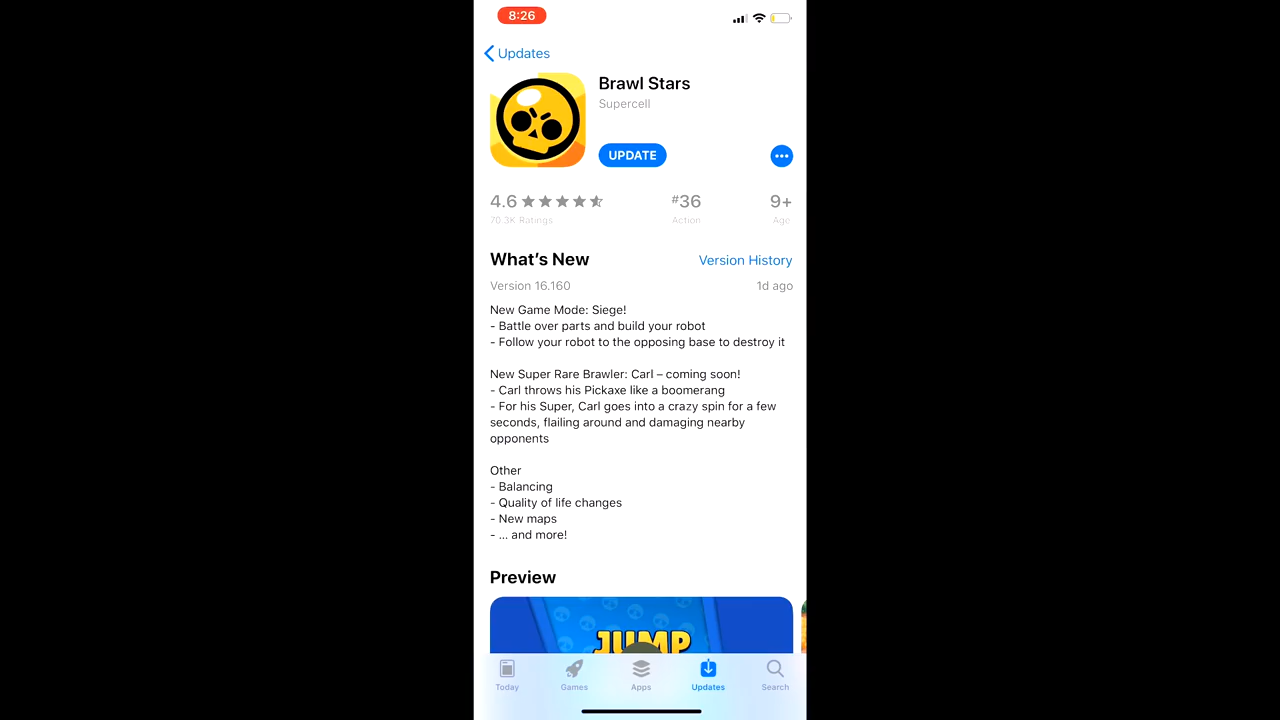 8:26
Updates
Brawl Stars
Supercell
UPDATE
4.6 #36 9+
70.3K Ratings Action Age
What's New Version History
Version 16.160 1d ago
New Game Mode: Siege!
- Battle over parts and build your robot
- Follow your robot to the opposing base to destroy it
New Super Rare Brawler: Carl – coming soon!
- Carl throws his Pickaxe like a boomerang
- For his Super, Carl goes into a crazy spin for a few
seconds, flailing around and damaging nearby
opponents
Other
- Balancing
- Quality of life changes
- New maps
- ... and more!
Preview
JUMP
Today Games Apps Updates Search